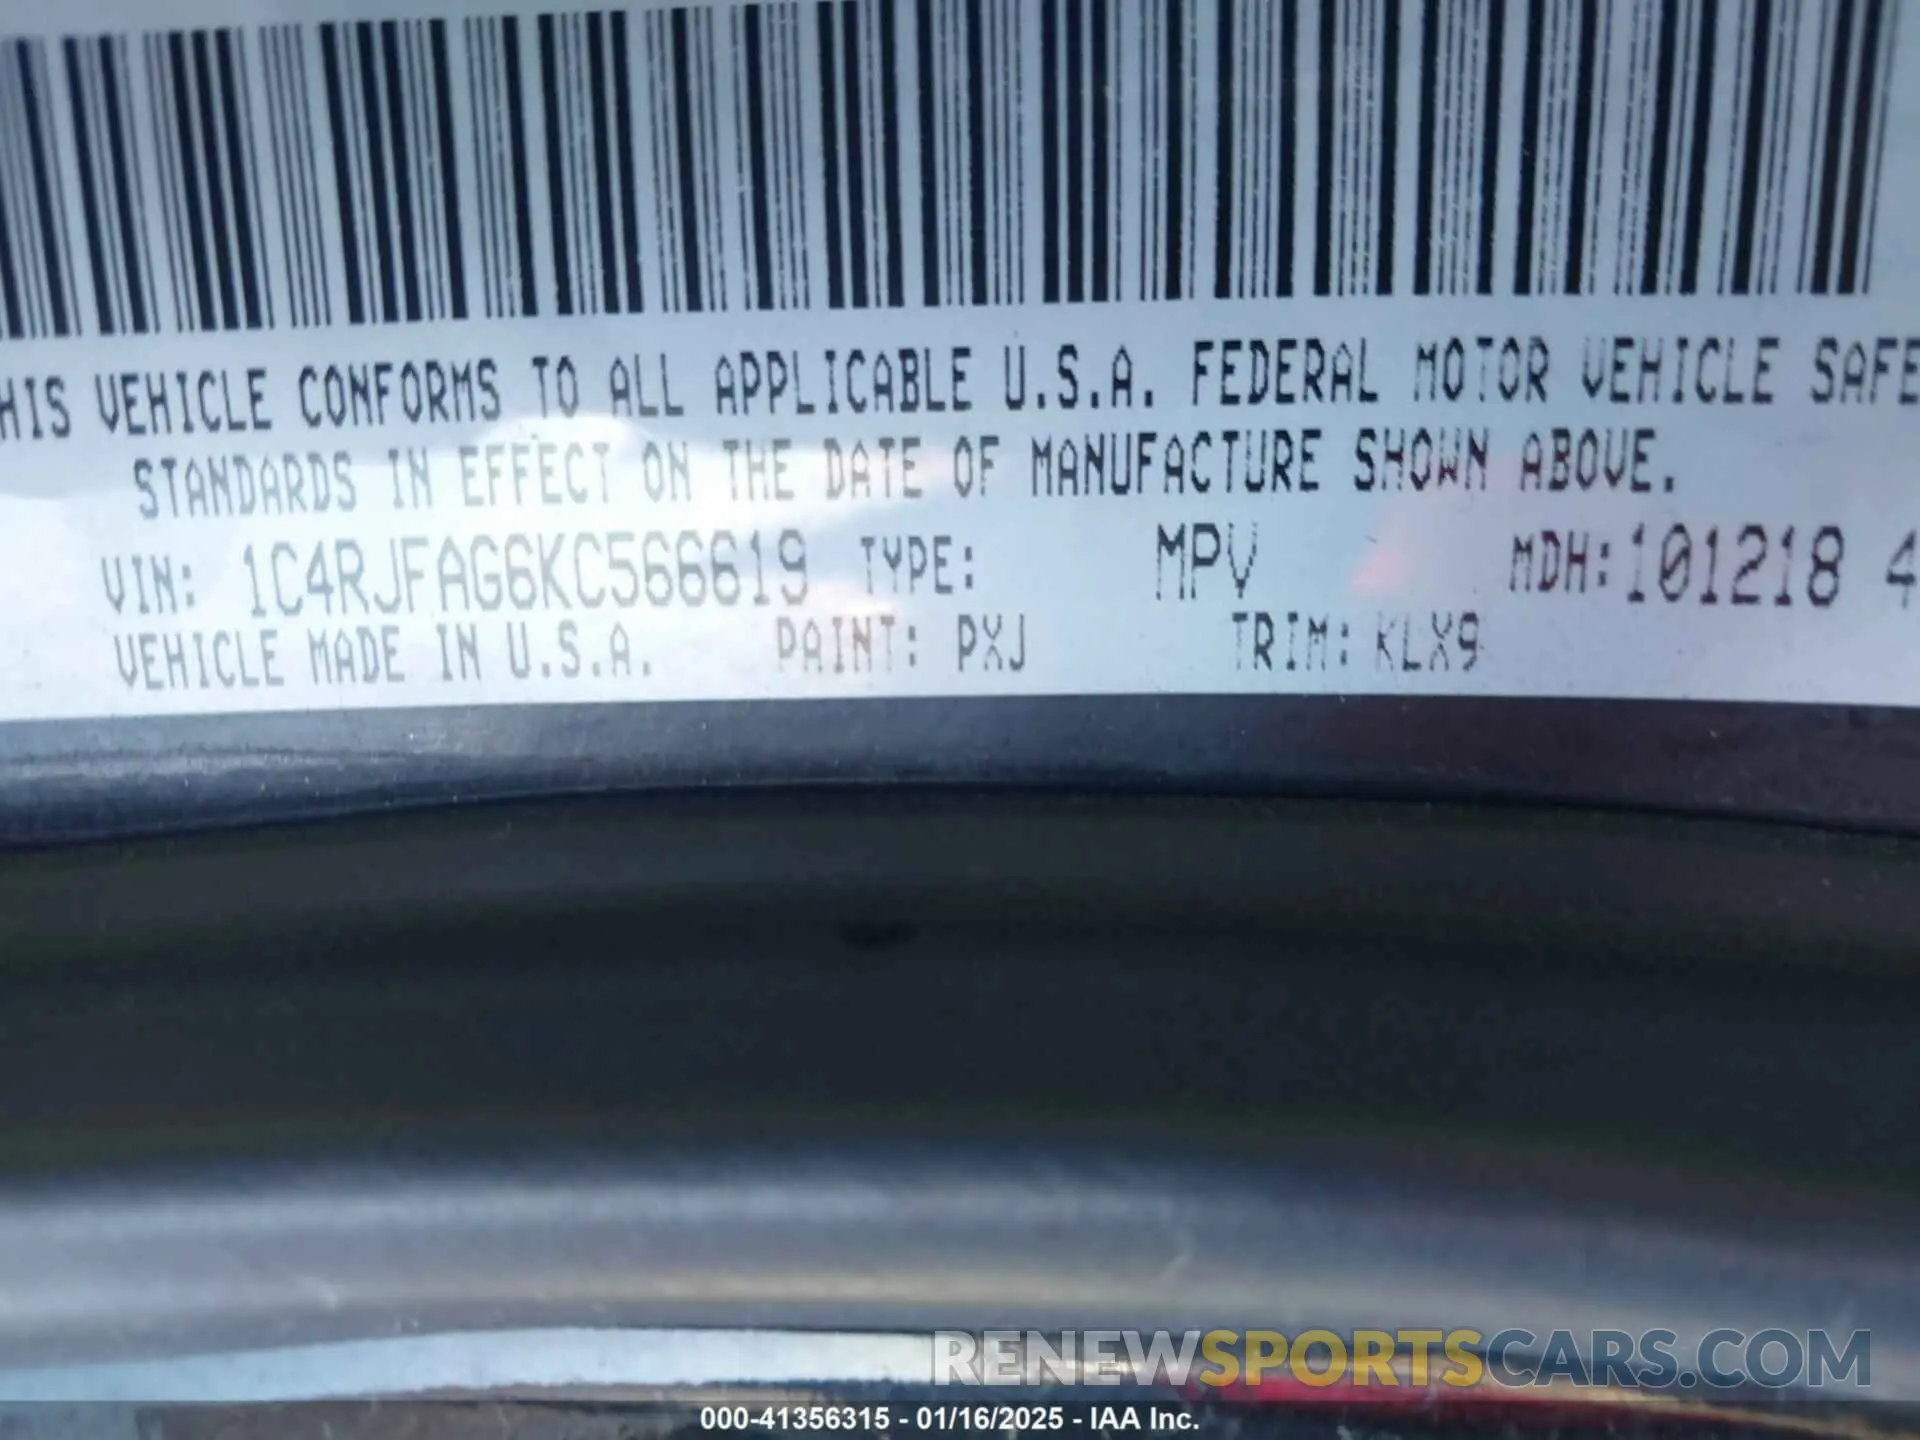 HIS VEHICLE CONFORMS TO ALL APPLICABLE U.S.A. FEDERAL MOTOR VEHICLE SAFE
STANDARDS IN EFFECT ON THE DATE OF MANUFACTURE SHOWN ABOVE.
VIN: 1C4RJFAG6KC566619 TYPE: MPV MDH:101218 4
VEHICLE MADE IN U.S.A. PAINT: PXJ TRIM: KLX9
RENEWSPORTSCARS.COM
000-41356315 - 01/16/2025 - IAA Inc.